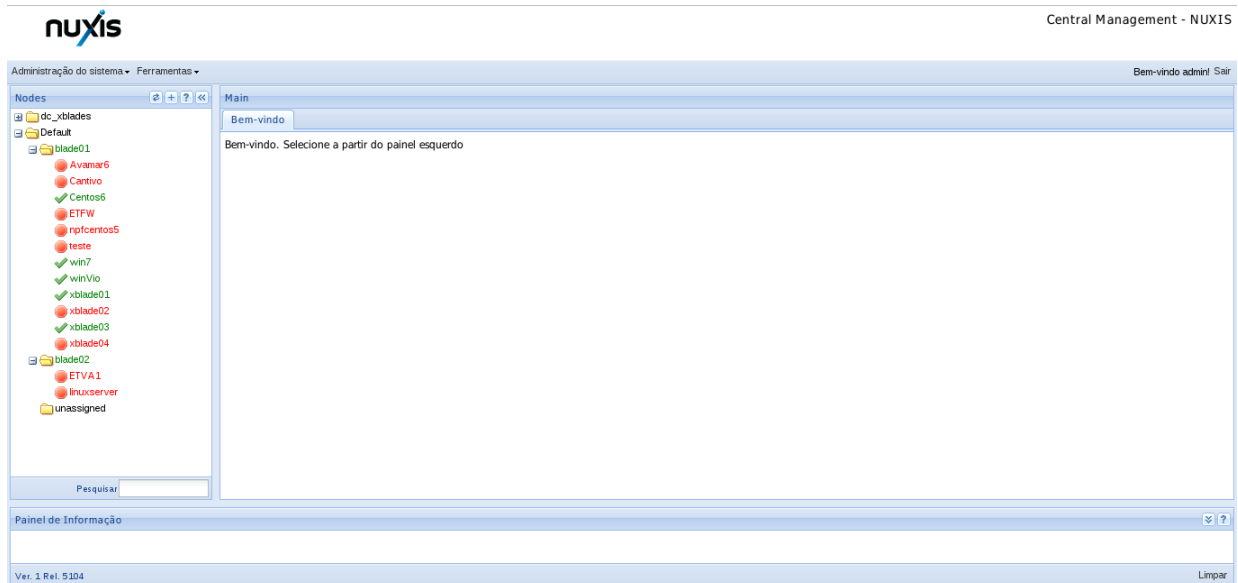 nuxis
Central Management - NUXIS
Administração do sistema Ferramentas
Bem-vindo admin! Sair
Nodes
dc_xblades
Default
blade01
Avamar6
Cantivo
Centos6
ETFW
npfcentos5
teste
win7
winVio
xblade01
xblade02
xblade03
xblade04
blade02
ETVA1
linuxserver
unassigned
Pesquisar
Main
Bem-vindo
Bem-vindo. Selecione a partir do painel esquerdo
Painel de Informação
Ver. 1 Rel. 5104
Limpar